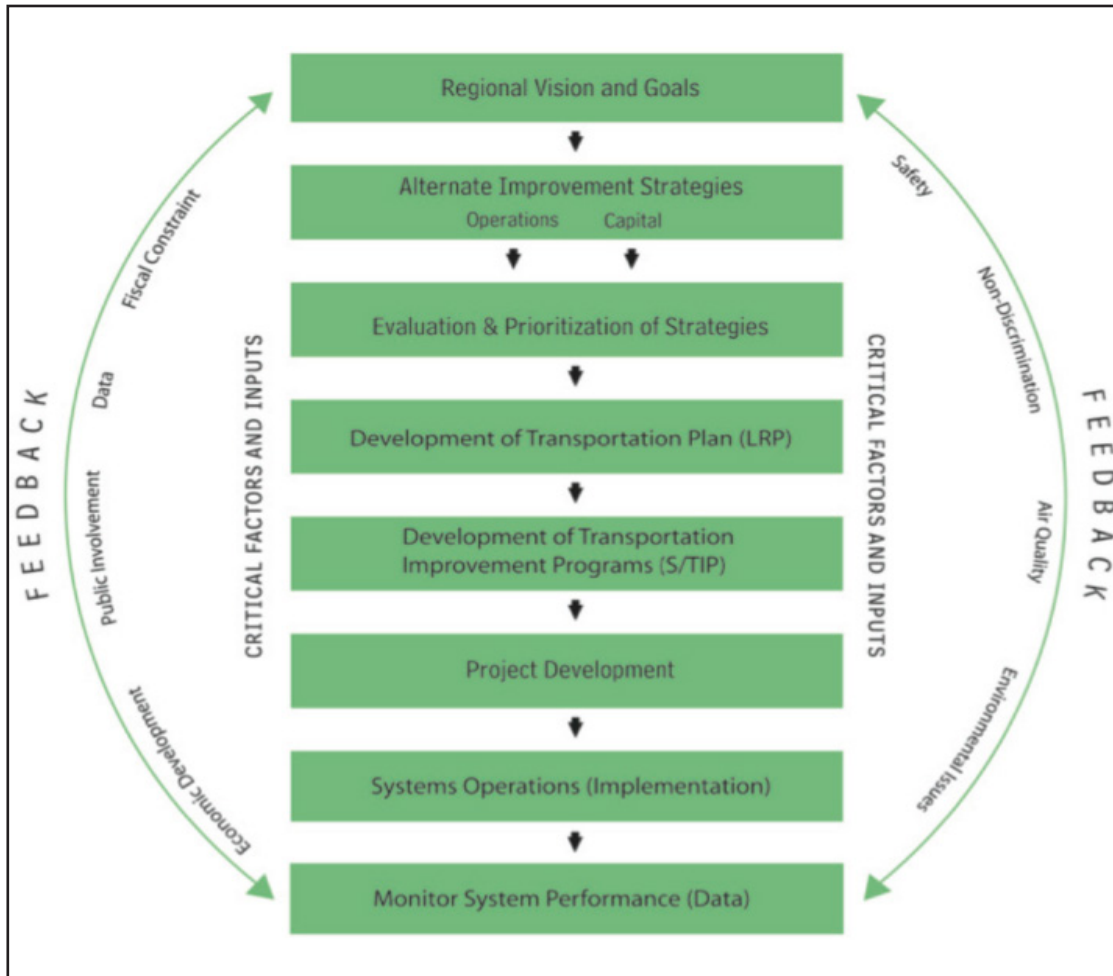 Regional Vision and Goals
Alternate Improvement Strategies
Operations Capital
Evaluation & Prioritization of Strategies
Development of Transportation Plan (LRP)
Development of Transportation
Improvement Programs (S/TIP)
Project Development
Systems Operations (Implementation)
Monitor System Performance (Data)
FEEDBACK
Fiscal Constraint
Data
Public Involvement
Economic Development
CRITICAL FACTORS AND INPUTS
CRITICAL FACTORS AND INPUTS
Safety
Non-Discrimination
Air Quality
Environmental Issues
FEEDBACK